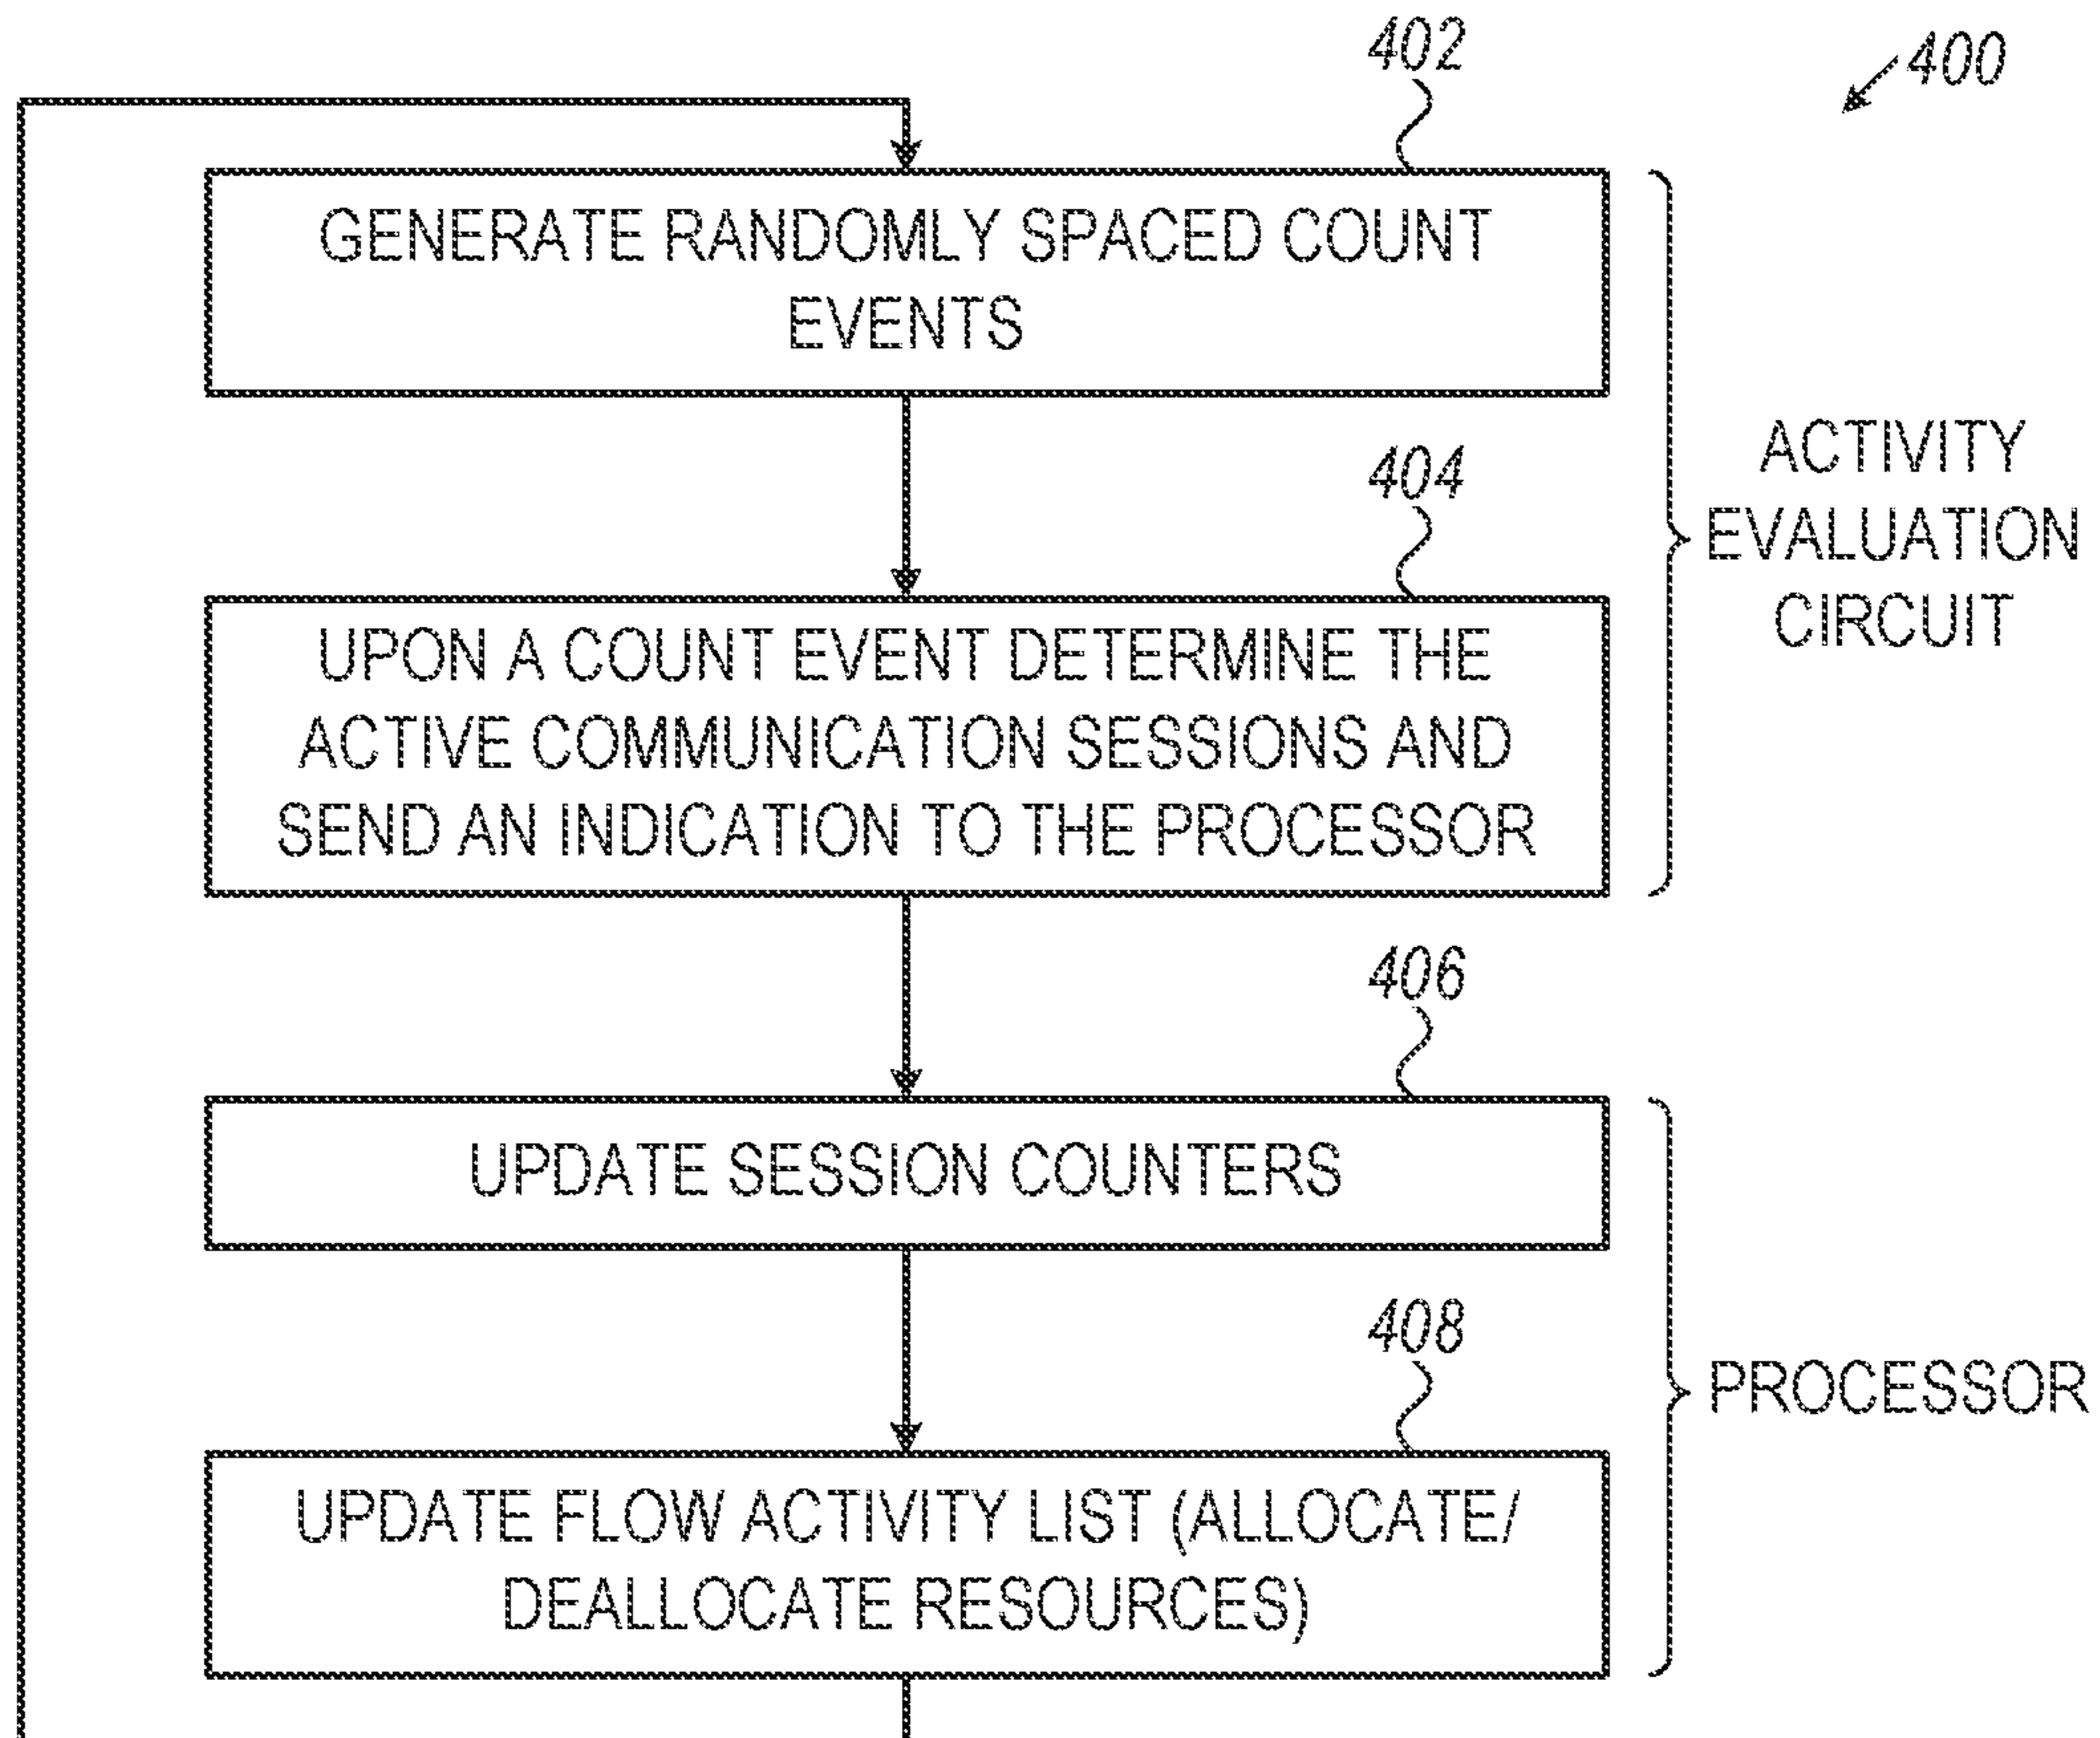 402
400
GENERATE RANDOMLY SPACED COUNT
EVENTS
404
ACTIVITY
EVALUATION
CIRCUIT
UPON A COUNT EVENT DETERMINE THE
ACTIVE COMMUNICATION SESSIONS AND
SEND AN INDICATION TO THE PROCESSOR
406
UPDATE SESSION COUNTERS
408
PROCESSOR
UPDATE FLOW ACTIVITY LIST (ALLOCATE/
DEALLOCATE RESOURCES)